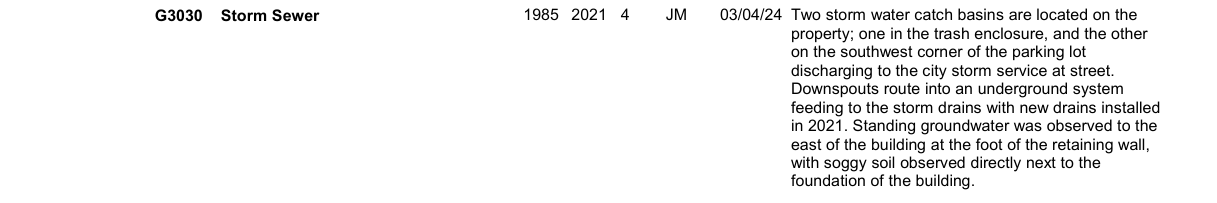 G3030 Storm Sewer 1985 2021 4 JM 03/04/24 Two storm water catch basins are located on the
property; one in the trash enclosure, and the other
on the southwest corner of the parking lot
discharging to the city storm service at street.
Downspouts route into an underground system
feeding to the storm drains with new drains installed
in 2021. Standing groundwater was observed to the
east of the building at the foot of the retaining wall,
with soggy soil observed directly next to the
foundation of the building.